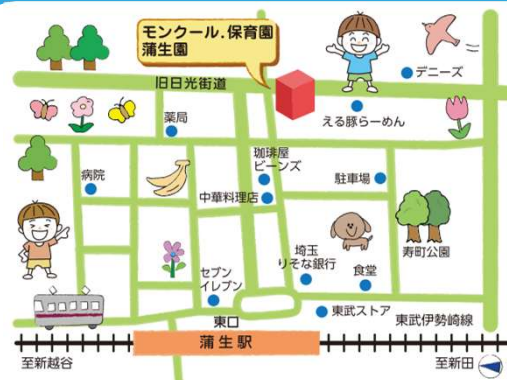 モンクール.保育園
蒲生園
旧日光街道
デニーズ
える豚らーめん
薬局
珈琲屋
ビーンズ
病院
駐車場
中華料理店
寿町公園
埼玉
りそな銀行
食堂
セブン
イレブン
東武ストア
東口
東武伊勢崎線
蒲生駅
至新越谷
至新田